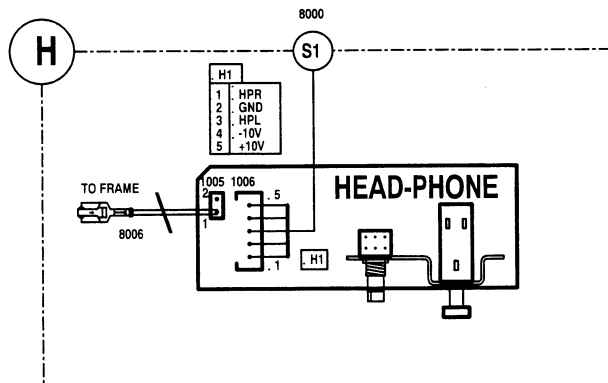 8000
H
S1
. H1
1 . HPR
2 . GND
3 . HPL
4 . -10V
5 +10V
TO FRAME
1005 1006
HEAD-PHONE
2
. 5
1
8006
. 1
. H1